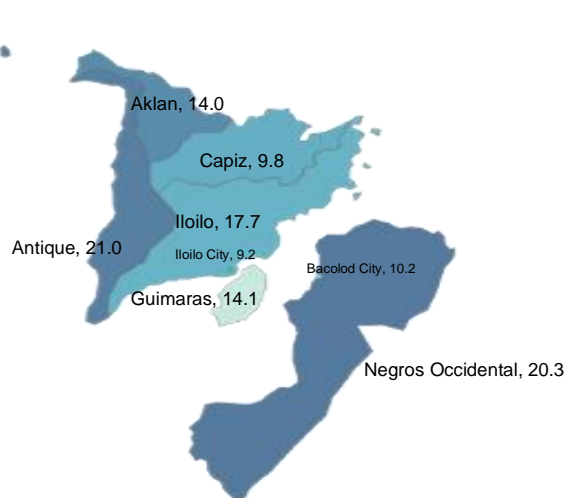 Aklan, 14.0
Capiz, 9.8
Iloilo, 17.7
Antique, 21.0
Iloilo City, 9.2
Bacolod City, 10.2
Guimaras, 14.1
Negros Occidental, 20.3